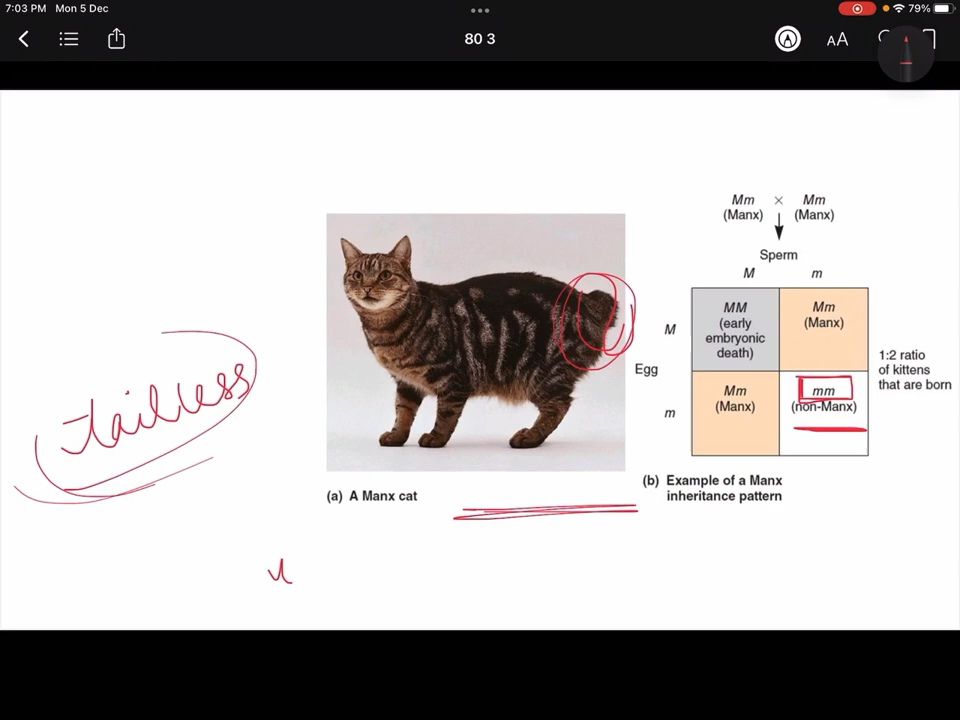 7:03 PM Mon 5 Dec
79%
80 3
AA
Mm × Mm
(Manx) (Manx)
Sperm
M m
MM
(early
embryonic
death)
Mm
(Manx)
M
Egg
m
Mm
(Manx)
mm
(non-Manx)
1:2 ratio
of kittens
that are born
tailless
(a) A Manx cat
(b) Example of a Manx
inheritance pattern